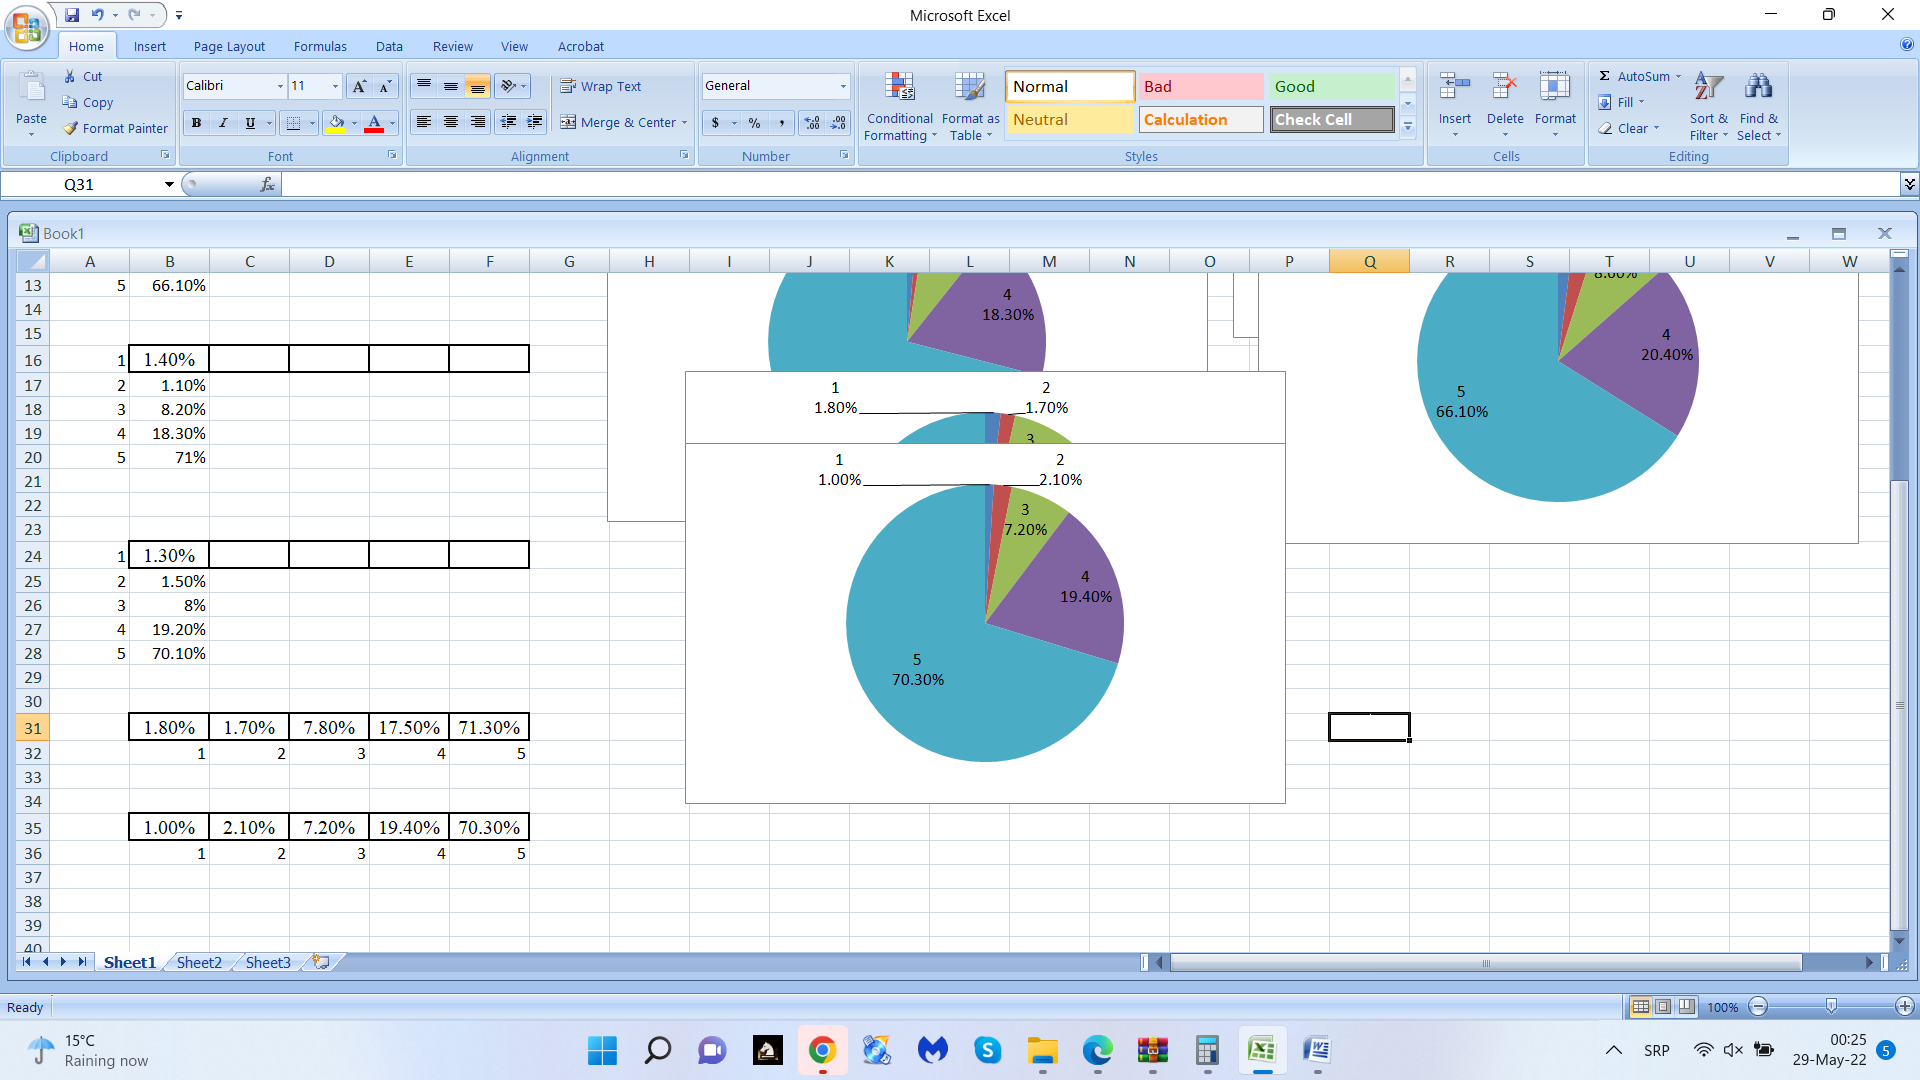 Microsoft Excel
Home Insert Page Layout Formulas Data Review View Acrobat
Paste
Cut
Copy
Format Painter
Clipboard
Calibri 11
B I U
A
Font
Wrap Text
Merge & Center
Alignment
General
$ % ,
Number
Conditional Formatting
Format as Table
Normal Bad Good
Neutral Calculation Check Cell
Styles
Insert Delete Format
Cells
Σ AutoSum
Fill
Clear
Sort & Filter
Find & Select
Editing
Q31 fx
Book1
A B C D E F G H I J K L M N O P Q R S T U V W
13 5 66.10%
14
15
16 1 1.40%
17 2 1.10%
18 3 8.20%
19 4 18.30%
20 5 71%
21
22
23
24 1 1.30%
25 2 1.50%
26 3 8%
27 4 19.20%
28 5 70.10%
29
30
31 1.80% 1.70% 7.80% 17.50% 71.30%
32 1 2 3 4 5
33
34
35 1.00% 2.10% 7.20% 19.40% 70.30%
36 1 2 3 4 5
37
38
39
40
4
18.30%
1
1.80%
2
1.70%
3
1
1.00%
2
2.10%
3
7.20%
4
19.40%
5
70.30%
8.60%
4
20.40%
5
66.10%
Sheet1 Sheet2 Sheet3
Ready
100%
15°C
Raining now
SRP
00:25
29-May-22
5